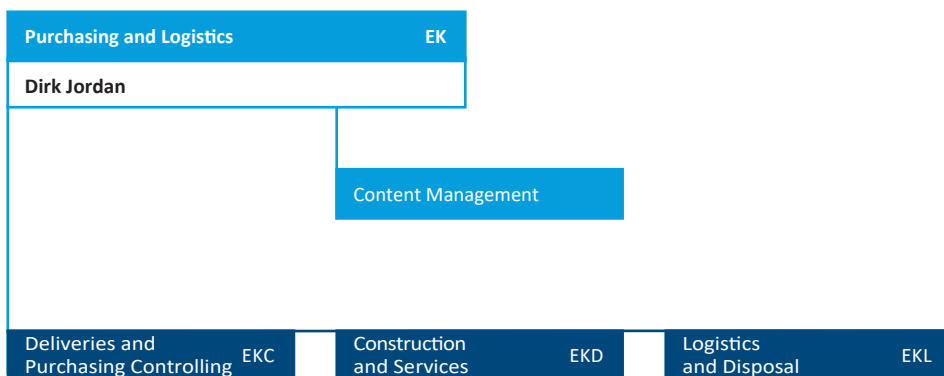 Purchasing and Logistics EK
Dirk Jordan
Content Management
Deliveries and
Purchasing Controlling EKC
Construction
and Services EKD
Logistics
and Disposal EKL